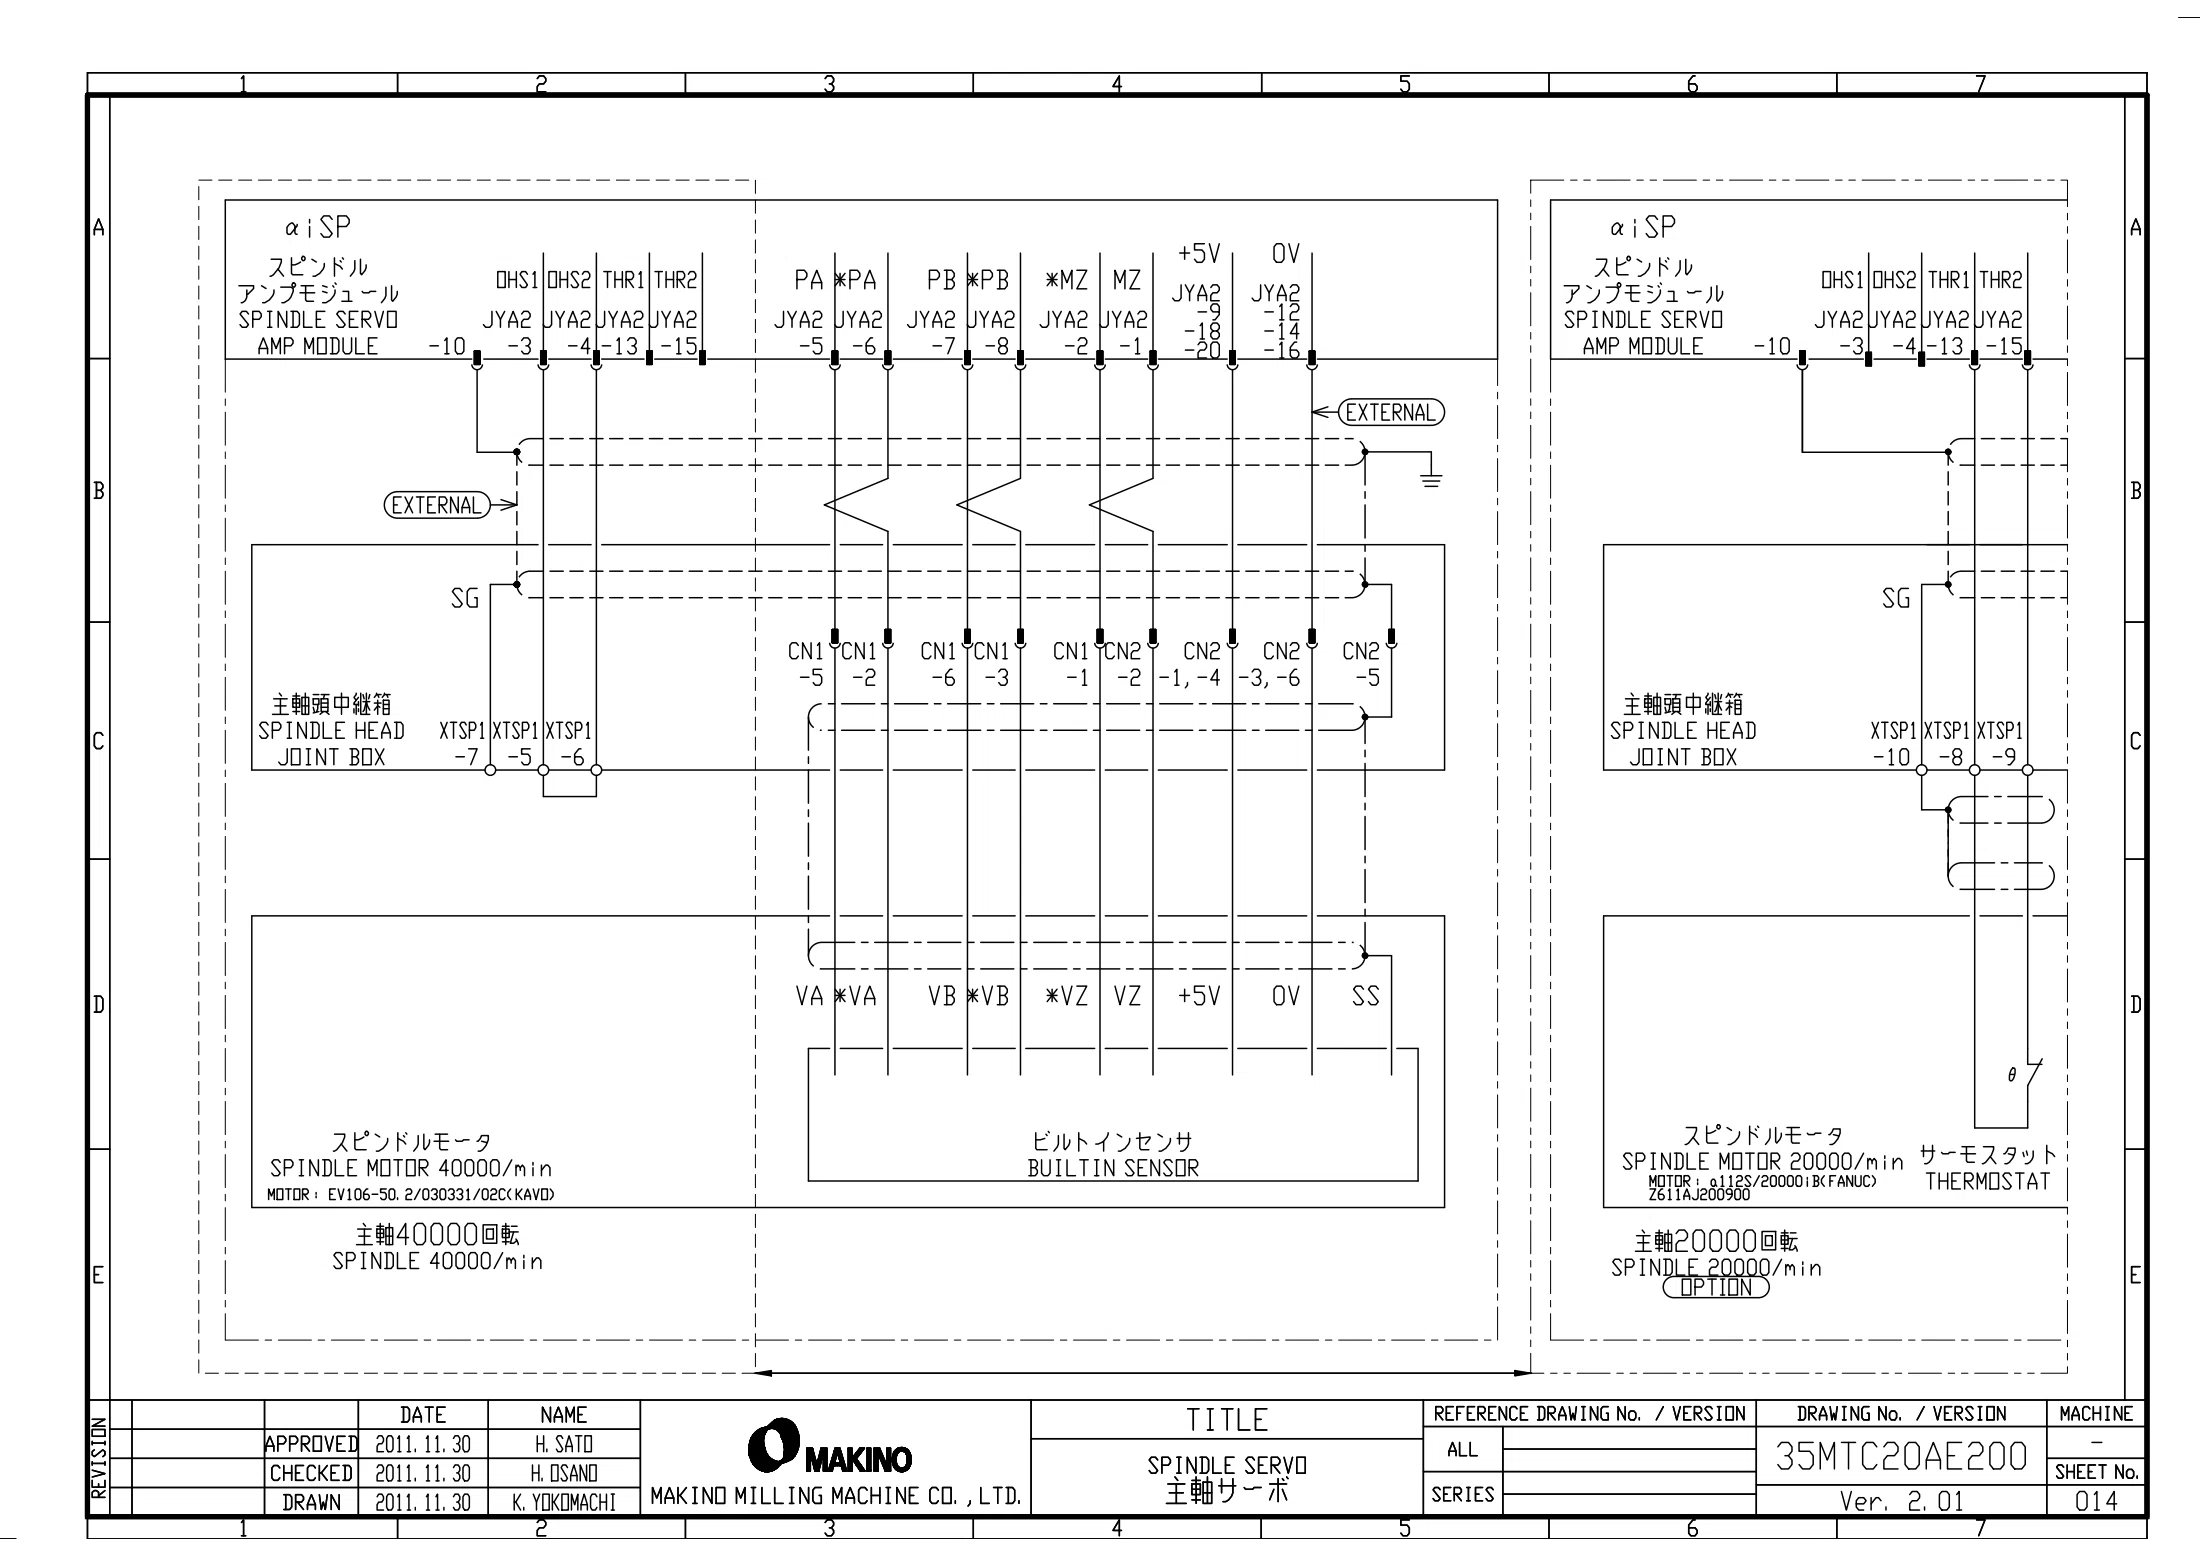 1 2 3 4 5 6 7
A A
αiSP
スピンドル
アンプモジュール
SPINDLE SERVO
AMP MODULE
-10
OHS1 OHS2 THR1 THR2
JYA2 JYA2 JYA2 JYA2
-3 -4 -13 -15
PA *PA PB *PB *MZ MZ
JYA2 JYA2 JYA2 JYA2 JYA2 JYA2
-5 -6 -7 -8 -2 -1
+5V
JYA2
-9
-18
-20
0V
JYA2
-12
-14
-16
αiSP
スピンドル
アンプモジュール
SPINDLE SERVO
AMP MODULE
-10
OHS1 OHS2 THR1 THR2
JYA2 JYA2 JYA2 JYA2
-3 -4 -13 -15
EXTERNAL
B B
EXTERNAL
SG
SG
CN1 CN1 CN1 CN1 CN1 CN2 CN2 CN2 CN2
-5 -2 -6 -3 -1 -2 -1,-4 -3,-6 -5
C C
主軸頭中継箱
SPINDLE HEAD
JOINT BOX
XTSP1 XTSP1 XTSP1
-7 -5 -6
主軸頭中継箱
SPINDLE HEAD
JOINT BOX
XTSP1 XTSP1 XTSP1
-10 -8 -9
D D
VA *VA VB *VB *VZ VZ +5V 0V SS
θ
スピンドルモータ
SPINDLE MOTOR 40000/min
MOTOR: EV106-50.2/030331/02C(KAVO)
ビルトインセンサ
BUILTIN SENSOR
スピンドルモータ
SPINDLE MOTOR 20000/min
MOTOR: α112S/20000iB(FANUC)
Z611AJ200900
サーモスタット
THERMOSTAT
主軸40000回転
SPINDLE 40000/min
主軸20000回転
SPINDLE 20000/min
OPTION
E E
REVISION
DATE NAME
APPROVED 2011.11.30 H. SATO
CHECKED 2011.11.30 H. OSANO
DRAWN 2011.11.30 K. YOKOMACHI
MAKINO
MAKINO MILLING MACHINE CO.,LTD.
TITLE
SPINDLE SERVO
主軸サーボ
REFERENCE DRAWING No. / VERSION
ALL
SERIES
DRAWING No. / VERSION
35MTC20AE200
Ver. 2.01
MACHINE
-
SHEET No.
014
1 2 3 4 5 6 7